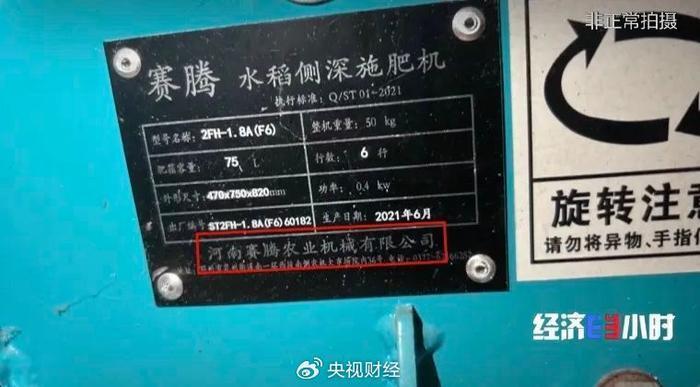 非正常拍摄
赛腾 水稻侧深施肥机
执行标准：Q/ST 01-2021
型号名称： 2FH-1.8A(F6) 整机重量： 50 kg
肥箱容量： 75 L 行数： 6 行
外形尺寸： 470x750x820mm 功率： 0.4 kw
出厂编号 ST2FH-1.8A(F6)60182 生产日期： 2021年6月
河南赛腾农业机械有限公司
旋转注意
请勿将异物、手指伸
经济半小时
央视财经